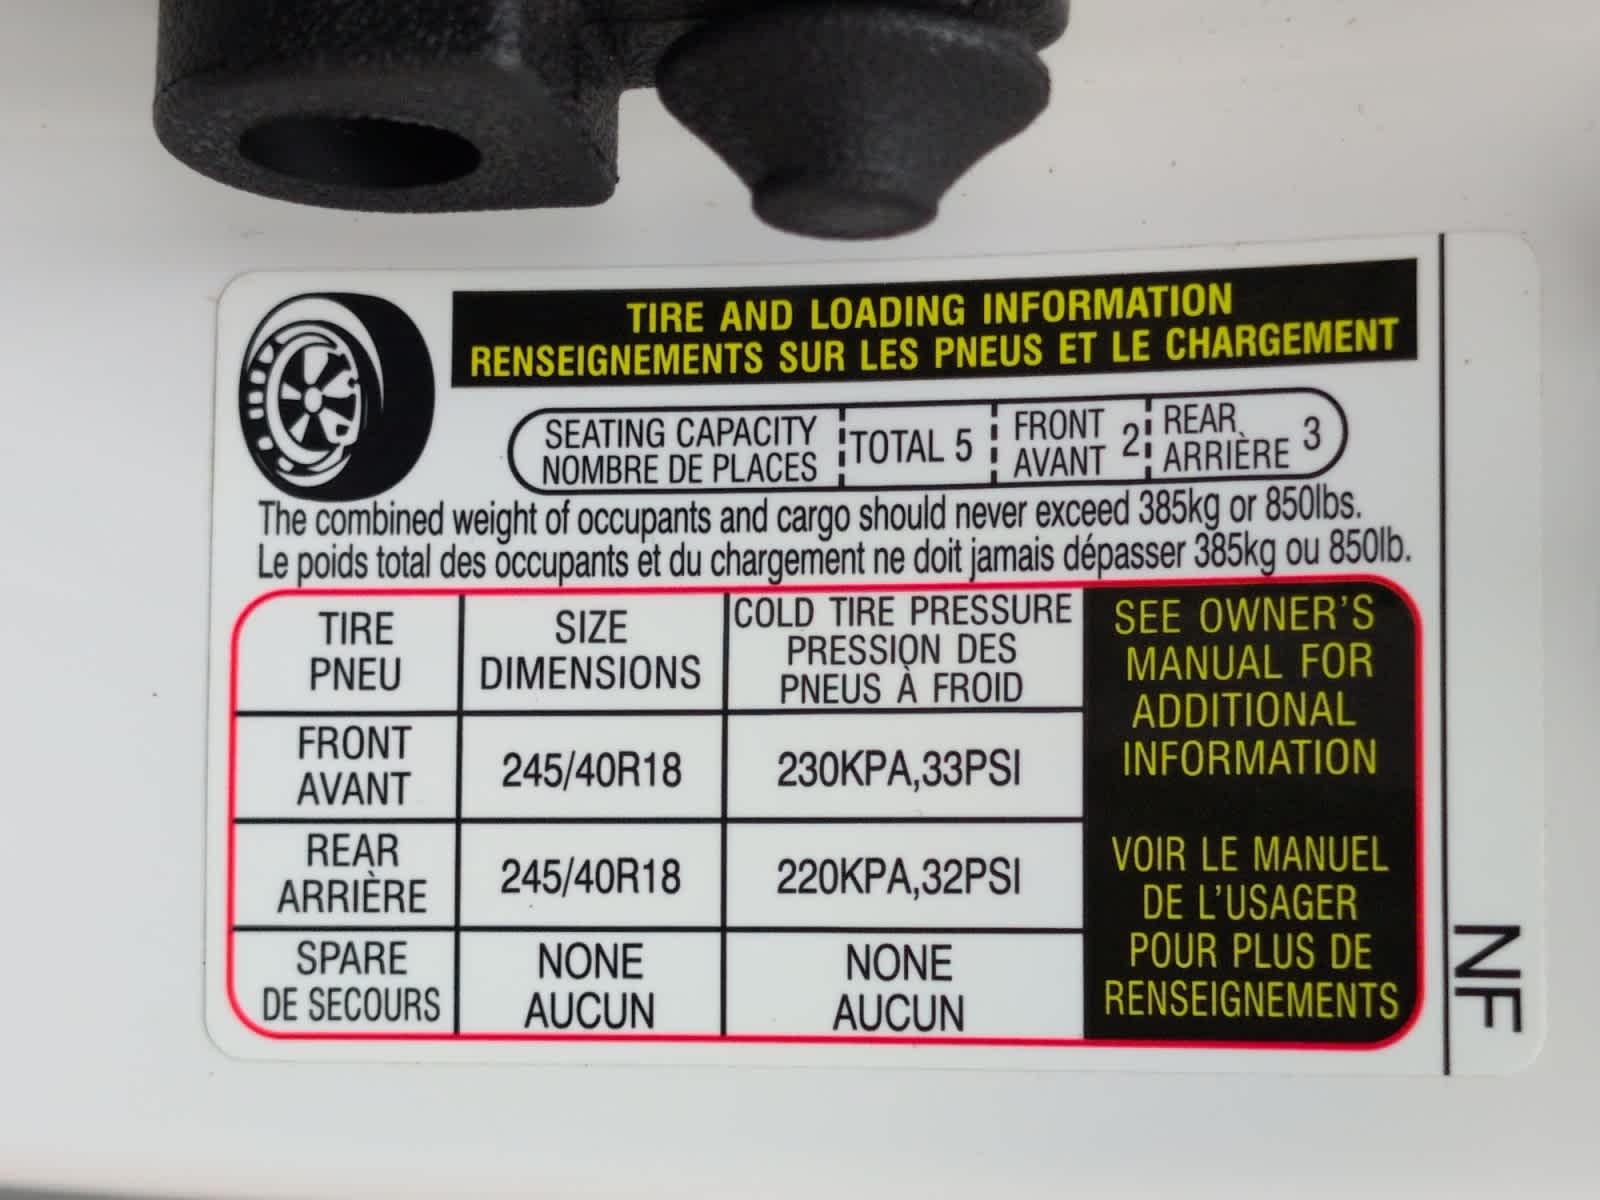 TIRE AND LOADING INFORMATION
RENSEIGNEMENTS SUR LES PNEUS ET LE CHARGEMENT
SEATING CAPACITY
NOMBRE DE PLACES
TOTAL 5
FRONT
AVANT 2
REAR
ARRIÈRE 3
The combined weight of occupants and cargo should never exceed 385kg or 850lbs.
Le poids total des occupants et du chargement ne doit jamais dépasser 385kg ou 850lb.
TIRE
PNEU
SIZE
DIMENSIONS
COLD TIRE PRESSURE
PRESSION DES
PNEUS À FROID
FRONT
AVANT
245/40R18
230KPA,33PSI
REAR
ARRIÈRE
245/40R18
220KPA,32PSI
SPARE
DE SECOURS
NONE
AUCUN
NONE
AUCUN
SEE OWNER'S
MANUAL FOR
ADDITIONAL
INFORMATION
VOIR LE MANUEL
DE L'USAGER
POUR PLUS DE
RENSEIGNEMENTS
NF